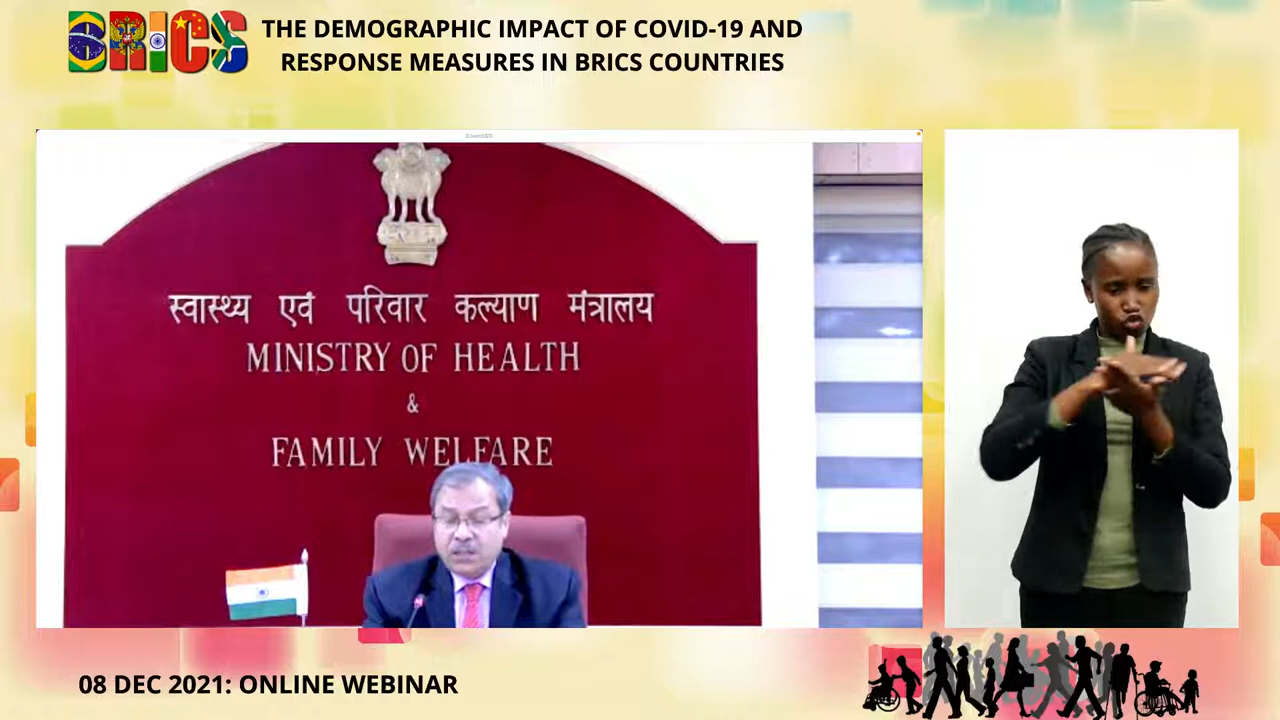 BRICS
THE DEMOGRAPHIC IMPACT OF COVID-19 AND
RESPONSE MEASURES IN BRICS COUNTRIES
स्वास्थ्य एवं परिवार कल्याण मंत्रालय
MINISTRY OF HEALTH
&
FAMILY WELFARE
08 DEC 2021: ONLINE WEBINAR